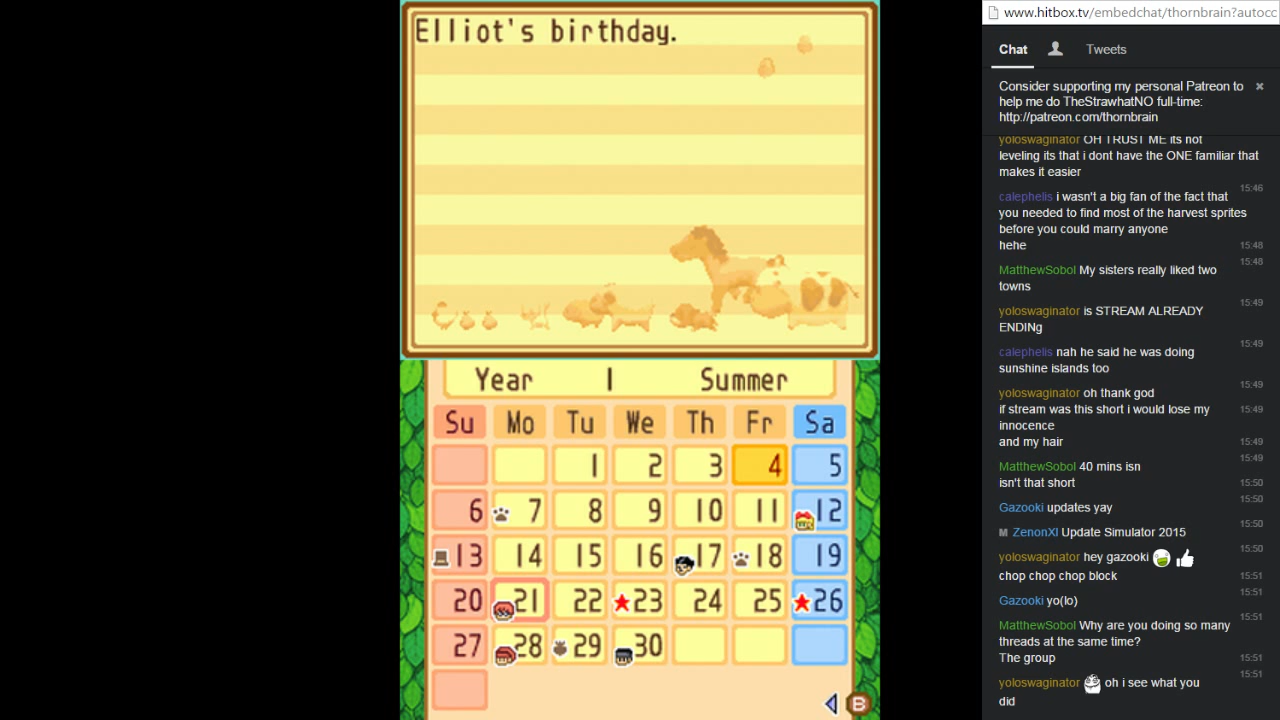 Elliot's birthday.
Year 1 Summer
Su Mo Tu We Th Fr Sa
1 2 3 4 5
6 7 8 9 10 11 12
13 14 15 16 17 18 19
20 21 22 23 24 25 26
27 28 29 30
B
www.hitbox.tv/embedchat/thornbrain?autocc
Chat Tweets
Consider supporting my personal Patreon to ×
help me do TheStrawhatNO full-time:
http://patreon.com/thornbrain
yoloswaginator OH TRUST ME its not
leveling its that i dont have the ONE familiar that
makes it easier
15:46
calephelis i wasn't a big fan of the fact that
you needed to find most of the harvest sprites
before you could marry anyone
hehe 15:48
15:48
MatthewSobol My sisters really liked two
towns
15:49
yoloswaginator is STREAM ALREADY
ENDINg
15:49
calephelis nah he said he was doing
sunshine islands too
15:49
yoloswaginator oh thank god
if stream was this short i would lose my 15:49
innocence
and my hair 15:49
15:49
MatthewSobol 40 mins isn
isn't that short 15:50
15:50
Gazooki updates yay
15:50
M ZenonXI Update Simulator 2015
15:50
yoloswaginator hey gazooki
chop chop chop block 15:51
15:51
Gazooki yo(lo)
15:51
MatthewSobol Why are you doing so many
threads at the same time?
The group 15:51
15:51
yoloswaginator oh i see what you
did